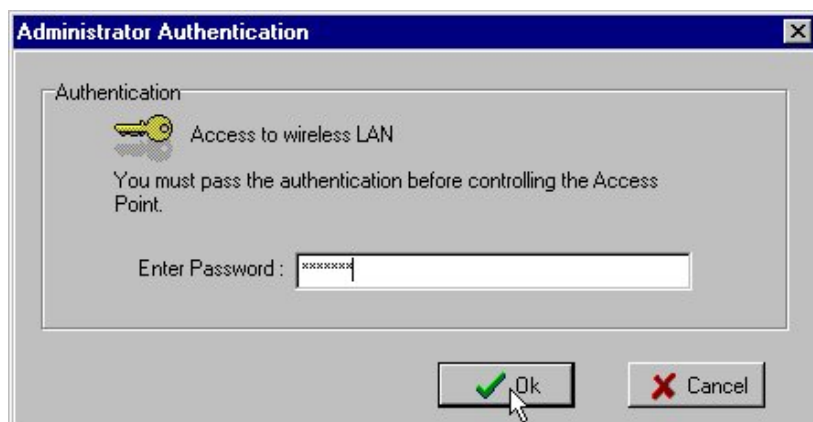 Administrator Authentication
Authentication
Access to wireless LAN
You must pass the authentication before controlling the Access
Point.
Enter Password : *******
Ok
Cancel